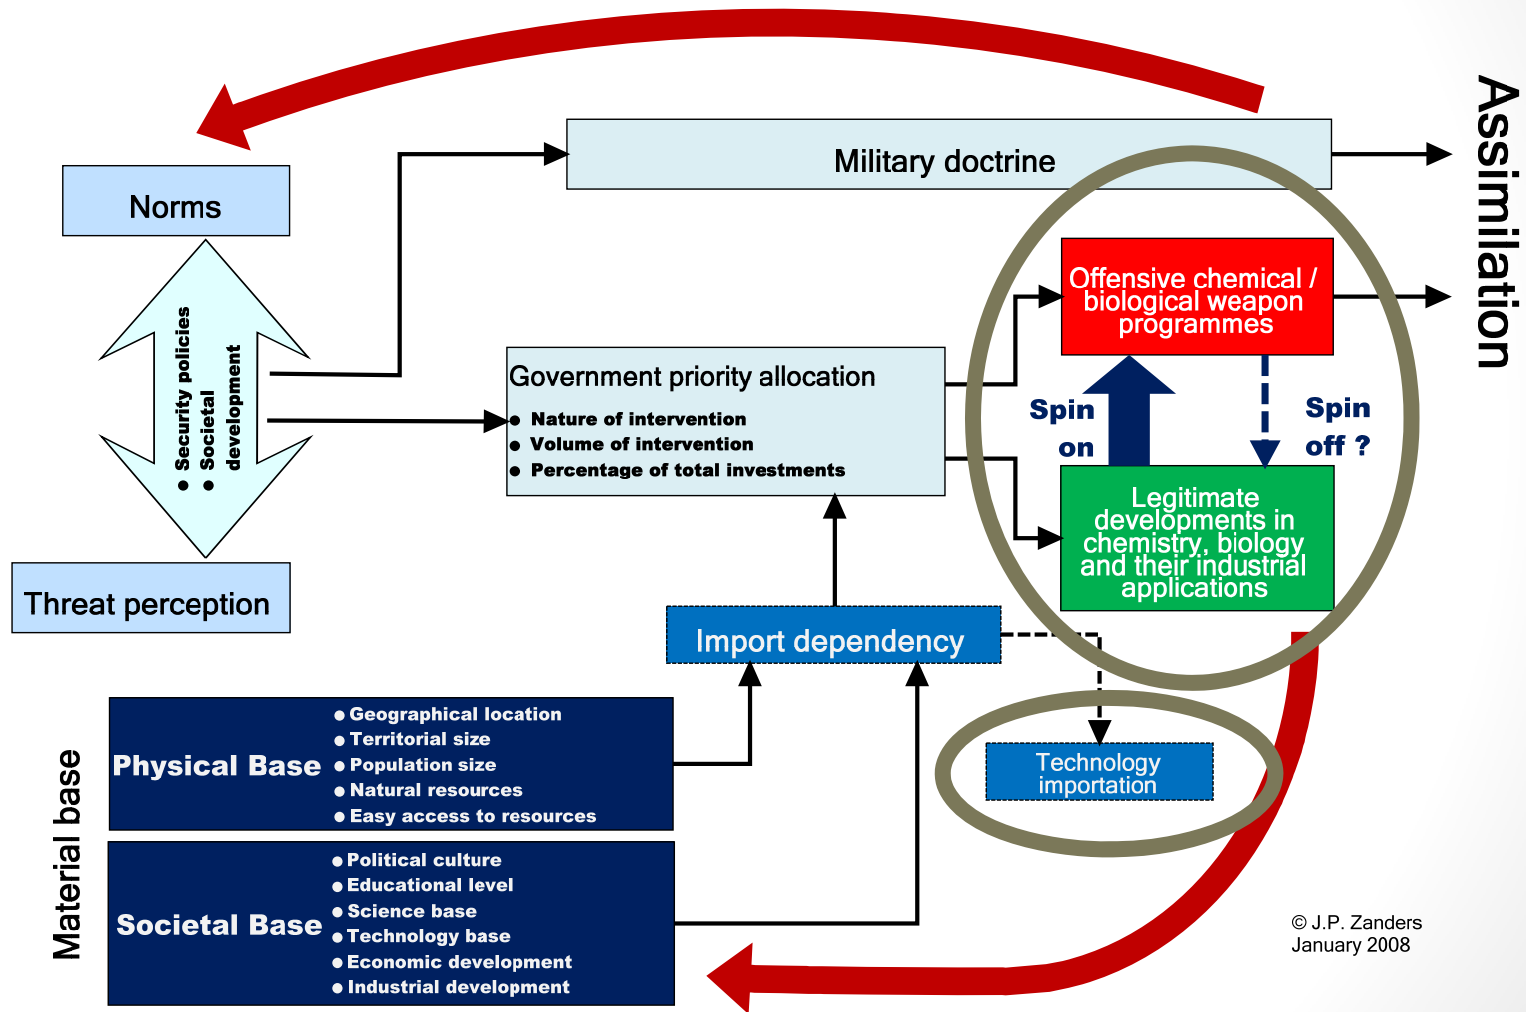 Assimilation
Military doctrine
Norms
Offensive chemical /
biological weapon
programmes
● Security policies
● Societal
development
Government priority allocation
● Nature of intervention
● Volume of intervention
● Percentage of total investments
Spin
on
Spin
off ?
Legitimate
developments in
chemistry, biology
and their industrial
applications
Threat perception
Import dependency
Material base
Physical Base
● Geographical location
● Territorial size
● Population size
● Natural resources
● Easy access to resources
Technology
importation
Societal Base
● Political culture
● Educational level
● Science base
● Technology base
● Economic development
● Industrial development
© J.P. Zanders
January 2008